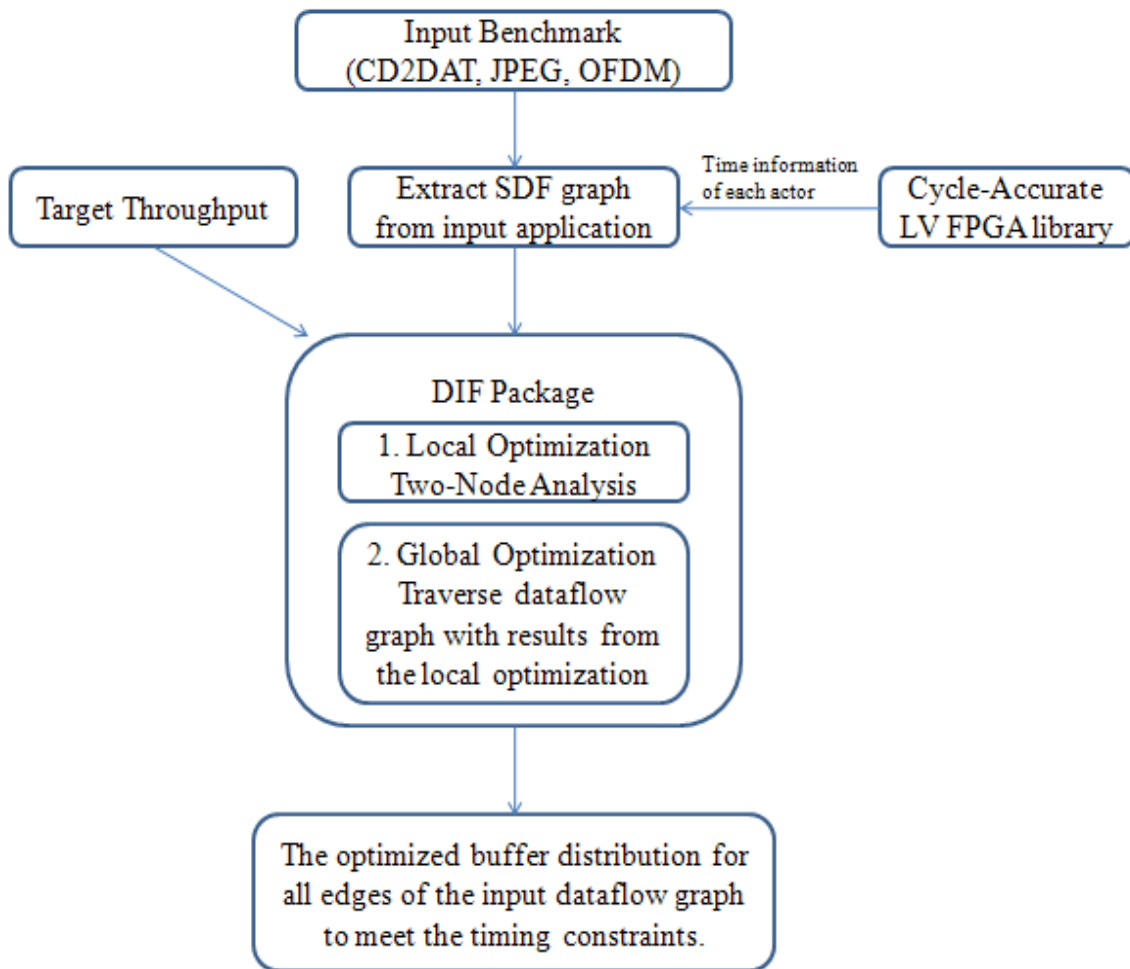 Input Benchmark
(CD2DAT, JPEG, OFDM)
Target Throughput
Extract SDF graph
from input application
Time information
of each actor
Cycle-Accurate
LV FPGA library
DIF Package
1. Local Optimization
Two-Node Analysis
2. Global Optimization
Traverse dataflow
graph with results from
the local optimization
The optimized buffer distribution for
all edges of the input dataflow graph
to meet the timing constraints.